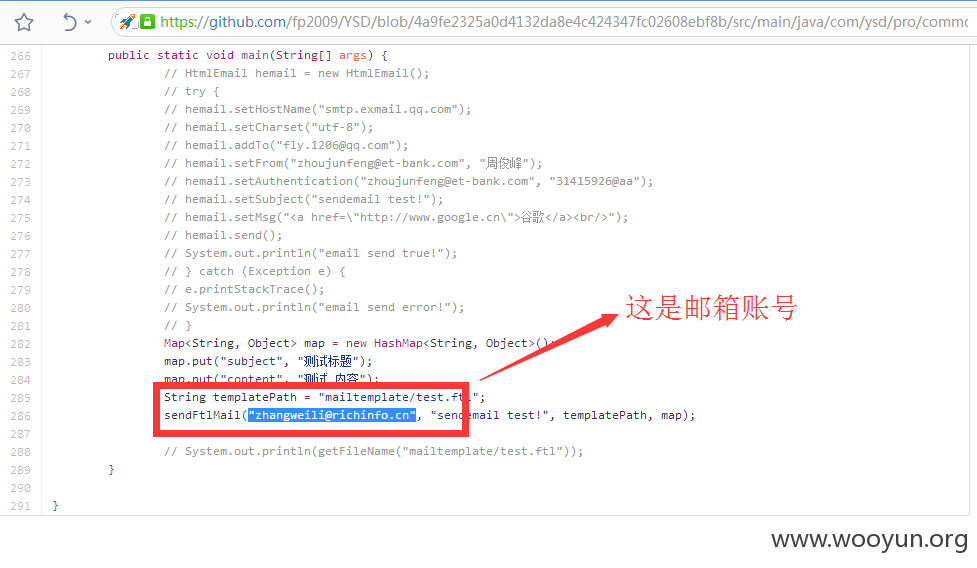 https://github.com/fp2009/YSD/blob/4a9fe2325a0d4132da8e4c424347fc02608ebf8b/src/main/java/com/ysd/pro/commo
266 public static void main(String[] args) {
267 // HtmlEmail hemail = new HtmlEmail();
268 // try {
269 // hemail.setHostName("smtp.exmail.qq.com");
270 // hemail.setCharset("utf-8");
271 // hemail.addTo("fly.1206@qq.com");
272 // hemail.setFrom("zhoujunfeng@et-bank.com", "周俊峰");
273 // hemail.setAuthentication("zhoujunfeng@et-bank.com", "31415926@aa");
274 // hemail.setSubject("sendemail test!");
275 // hemail.setMsg("<a href=\"http://www.google.cn\">谷歌</a><br/>");
276 // hemail.send();
277 // System.out.println("email send true!");
278 // } catch (Exception e) {
279 // e.printStackTrace();
280 // System.out.println("email send error!");
281 // }
282 Map<String, Object> map = new HashMap<String, Object>();
283 map.put("subject", "测试标题");
284 map.put("content", "测试 内容");
285 String templatePath = "mailtemplate/test.ftl";
286 sendFtlMail("zhangweili@richinfo.cn", "sendemail test!", templatePath, map);
287
288 // System.out.println(getFileName("mailtemplate/test.ftl"));
289 }
290
291 }
这是邮箱账号
www.wooyun.org